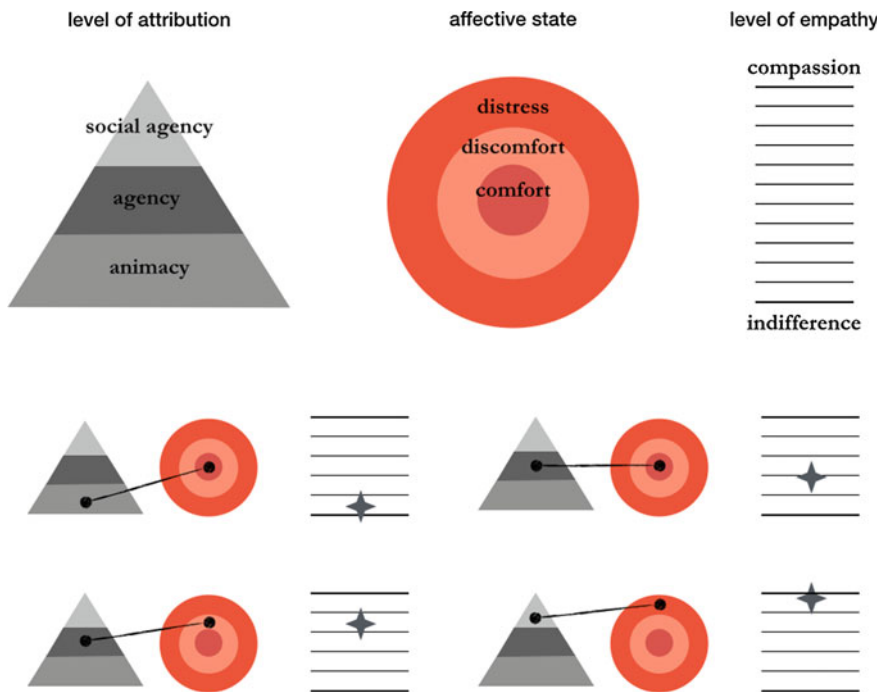 level of attribution
affective state
level of empathy
compassion
distress
social agency
discomfort
agency
comfort
animacy
indifference